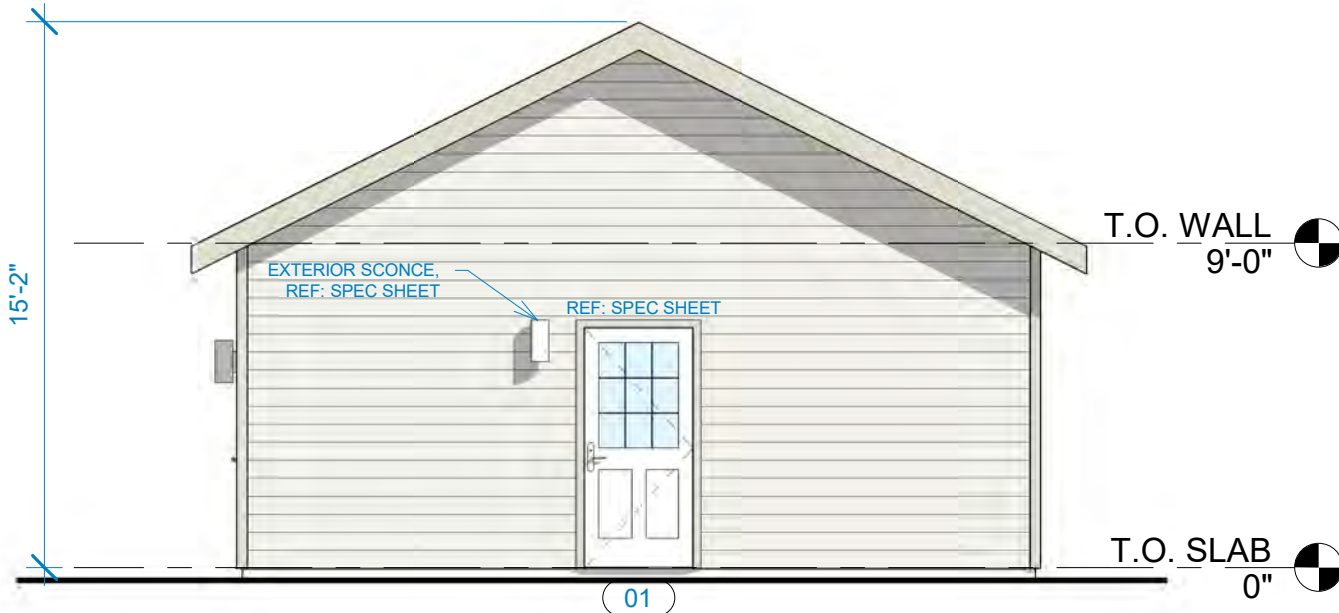 15'-2"
T.O. WALL
9'-0"
EXTERIOR SCONCE,
REF: SPEC SHEET
REF: SPEC SHEET
T.O. SLAB
0"
01